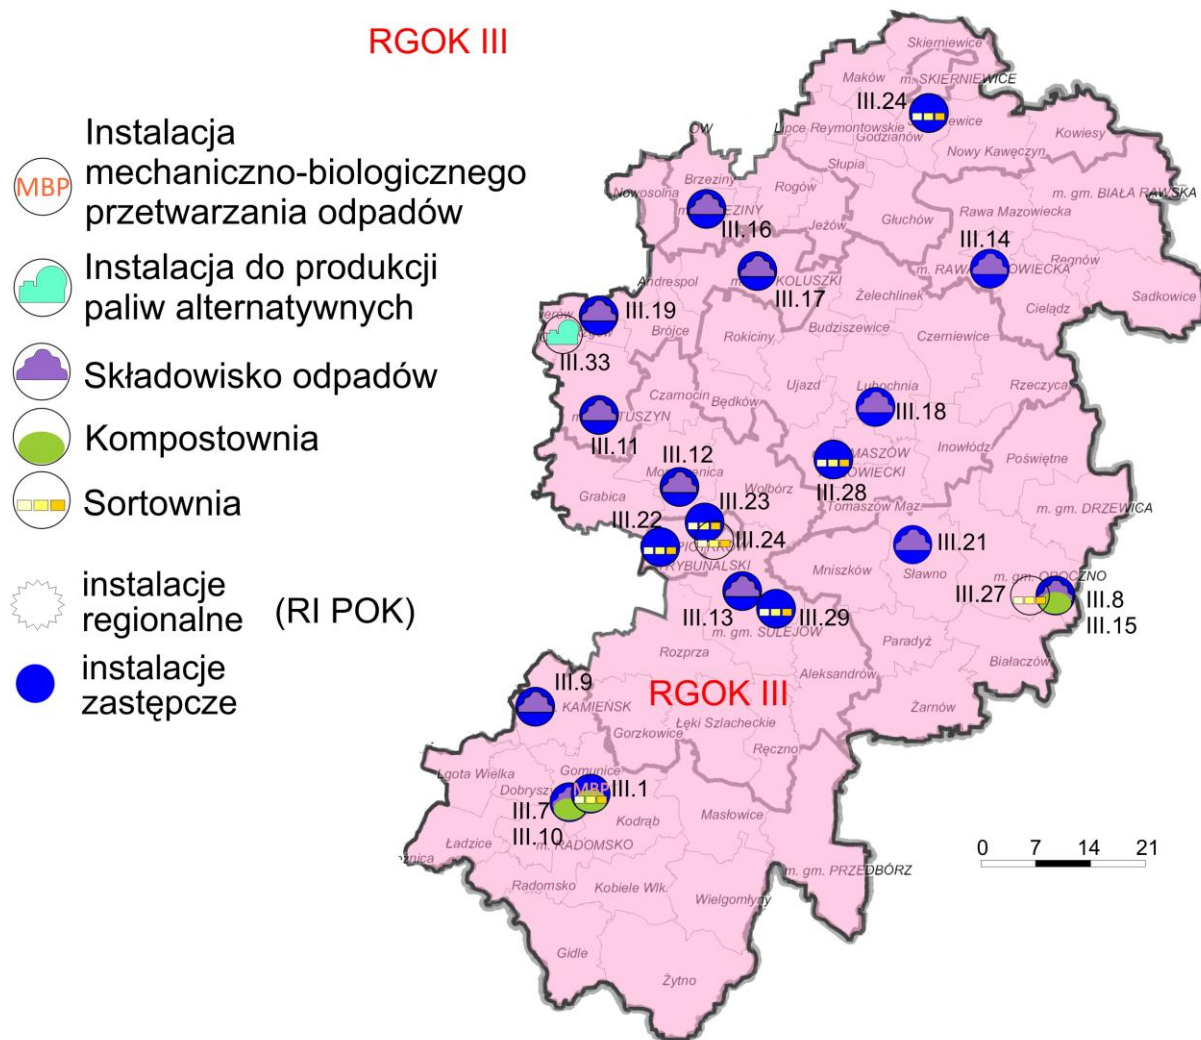 RGOK III
Instalacja
mechaniczno-biologicznego
przetwarzania odpadów
MBP
Instalacja do produkcji
paliw alternatywnych
Składowisko odpadów
Kompostownia
Sortownia
instalacje
regionalne
(RI POK)
instalacje
zastępcze
Skierniewice
Maków
m. SKIERNIEWICE
III.24
Lipce Reymontowskie
Godzianów
Kowiesy
Nowy Kawęczyn
Słupia
Brzeziny
Rogów
Nowosolna
m. gm. BIAŁA RAWSKA
Głuchów
Rawa Mazowiecka
III.16
Jeżów
III.14
Regnów
KOLUSZKI
III.17
Andrespol
Żelechlinek
Sadkowice
Cielądz
III.19
Brójce
Rokiciny
Budziszewice
Czerniewice
III.33
Ujazd
Lubochnia
Rzeczyca
Czarnocin
Będków
III.18
III.11
Inowłódz
III.12
Poświętne
Wolbórz
III.28
Grabica
Tomaszów Maz.
m. gm. DRZEWICA
III.23
III.22
III.24
III.21
TRYBUNALSKI
Mniszków
Sławno
m. gm. OPOCZNO
III.27
III.8
III.15
III.13
III.29
m. gm. SULEJÓW
Paradyż
Rozprza
Aleksandrów
Białaczów
III.9
RGOK III
KAMIEŃSK
Żarnów
Łęki Szlacheckie
Gorzkowice
Ręczno
Lgota Wielka
Gomunice
MBP
III.1
III.7
III.10
Masłowice
Kodrąb
Ładzice
m. RADOMSKO
0 7 14 21
m. gm. PRZEDBÓRZ
Radomsko
Kobiele Wlk.
Wielgomłyny
Gidle
Żytno